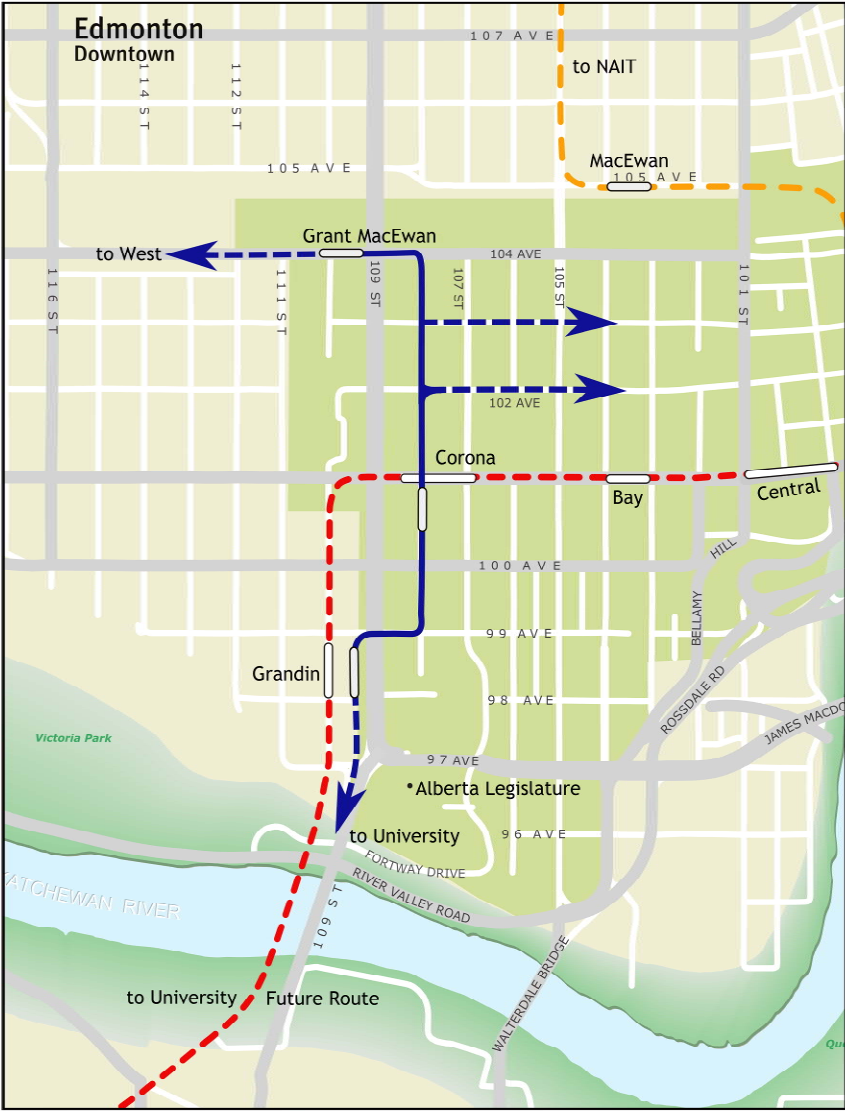 Edmonton
Downtown
107 AVE
to NAIT
114 ST
112 ST
MacEwan
105 AVE
105 AVE
Grant MacEwan
to West
104 AVE
116 ST
111 ST
109 ST
107 ST
105 ST
101 ST
102 AVE
Corona
Bay
Central
100 AVE
HILL
BELLAMY
99 AVE
Grandin
98 AVE
ROSSDALE RD
JAMES MACDO
Victoria Park
97 AVE
Alberta Legislature
to University
96 AVE
FORTWAY DRIVE
RIVER VALLEY ROAD
KATCHEWAN RIVER
109 ST
WALTERDALE BRIDGE
to University
Future Route
Qu